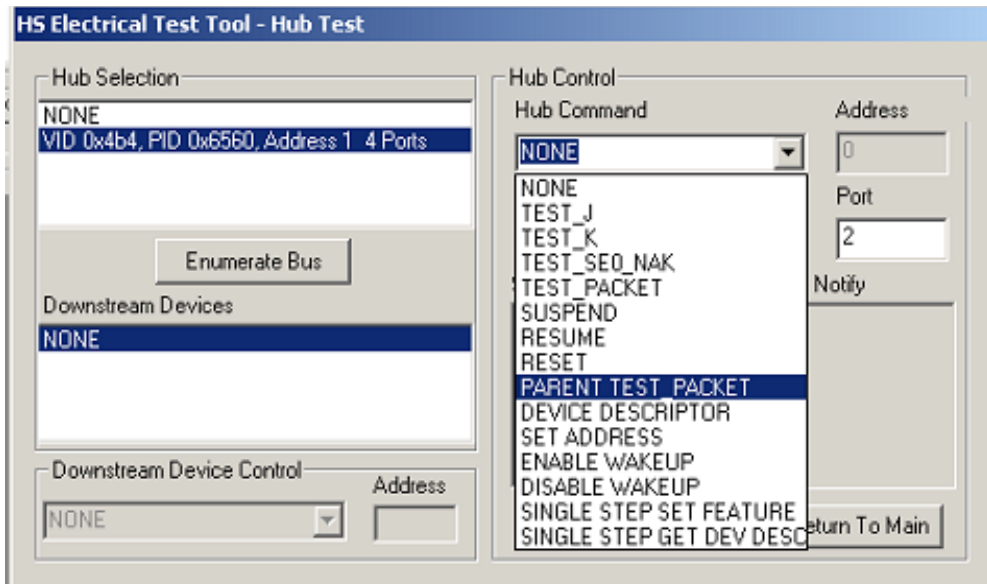 HS Electrical Test Tool - Hub Test
Hub Selection
NONE
VID 0x4b4, PID 0x6560, Address 1 4 Ports
Enumerate Bus
Downstream Devices
NONE
Downstream Device Control
Address
NONE
Hub Control
Hub Command
Address
NONE
0
Port
2
NONE
TEST_J
TEST_K
TEST_SE0_NAK
TEST_PACKET
SUSPEND
RESUME
RESET
PARENT TEST_PACKET
DEVICE DESCRIPTOR
SET ADDRESS
ENABLE WAKEUP
DISABLE WAKEUP
SINGLE STEP SET FEATURE
SINGLE STEP GET DEV DESC
Notify
eturn To Main